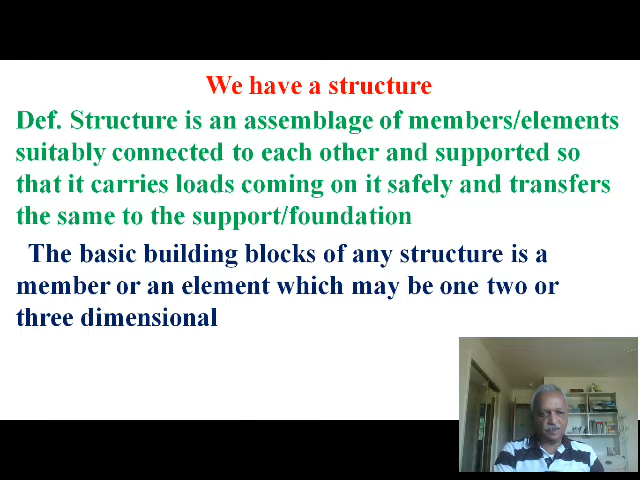 We have a structure
Def. Structure is an assemblage of members/elements
suitably connected to each other and supported so
that it carries loads coming on it safely and transfers
the same to the support/foundation
The basic building blocks of any structure is a
member or an element which may be one two or
three dimensional